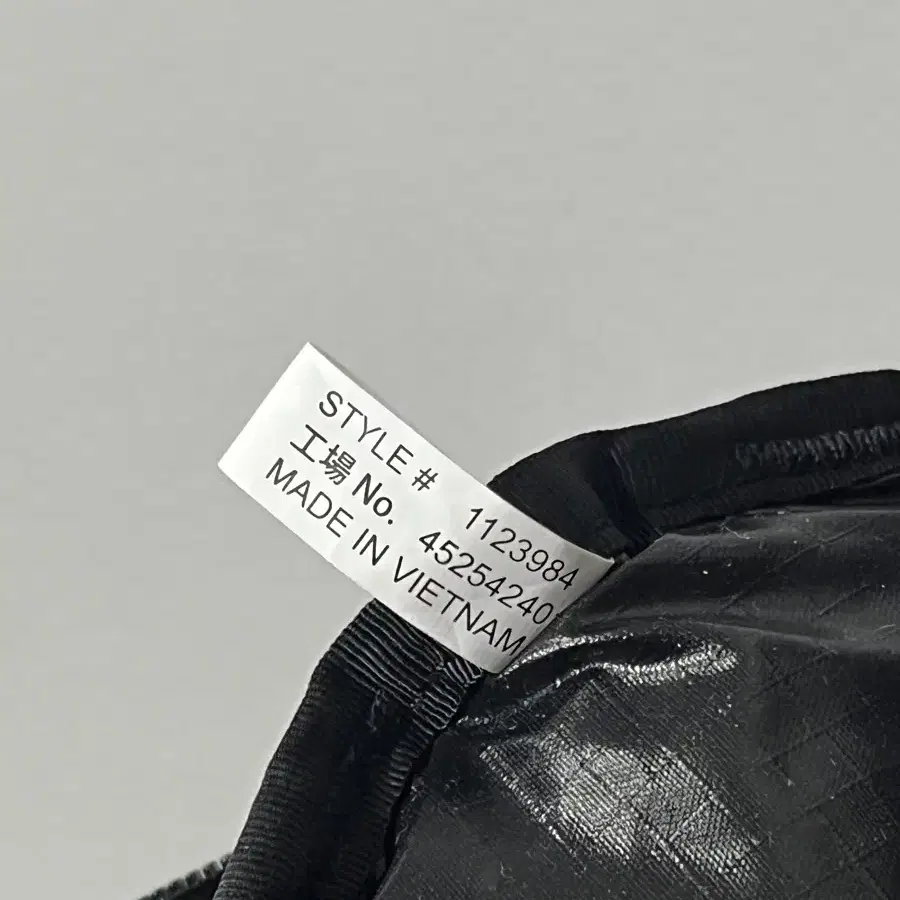 STYLE # 1123984
工場 No. 45254240
MADE IN VIETNAM